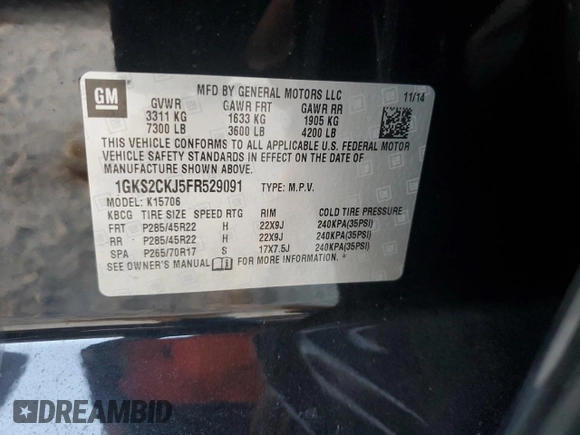 GM
MFD BY GENERAL MOTORS LLC
11/14
GVWR GAWR FRT GAWR RR
3311 KG 1633 KG 1905 KG
7300 LB 3600 LB 4200 LB
THIS VEHICLE CONFORMS TO ALL APPLICABLE U.S. FEDERAL MOTOR
VEHICLE SAFETY STANDARDS IN EFFECT ON THE DATE OF
MANUFACTURE SHOWN ABOVE.
1GKS2CKJ5FR529091 TYPE: M.P.V.
MODEL: K15706
KBCG TIRE SIZE SPEED RTG RIM COLD TIRE PRESSURE
FRT P285/45R22 H 22X9J 240KPA(35PSI)
RR P285/45R22 H 22X9J 240KPA(35PSI)
SPA P265/70R17 S 17X7.5J 240KPA(35PSI)
SEE OWNER'S MANUAL FOR MORE INFORMATION.
DREAMBID